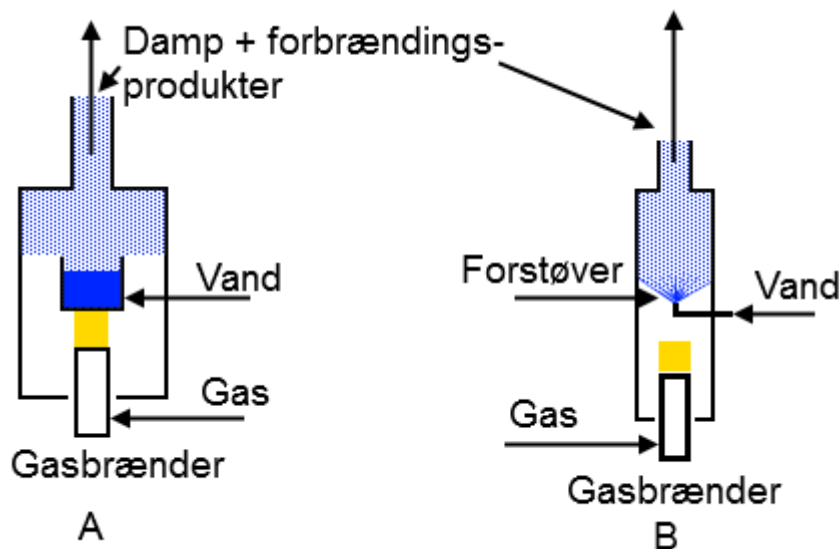 Damp + forbrændings-
produkter
Vand
Gas
Gasbrænder
A
Forstøver
Vand
Gas
Gasbrænder
B